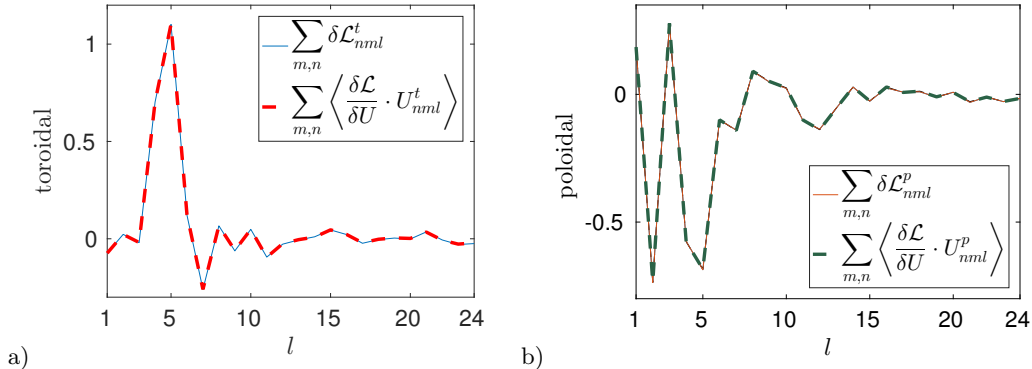 toroidal
1
0.5
0
1 5 10 15 20 24
l
a)
∑_{m,n} δℒ^t_{nml}
∑_{m,n} ⟨ δℒ/δU · U^t_{nml} ⟩
poloidal
0
-0.5
1 5 10 15 20 24
l
b)
∑_{m,n} δℒ^p_{nml}
∑_{m,n} ⟨ δℒ/δU · U^p_{nml} ⟩